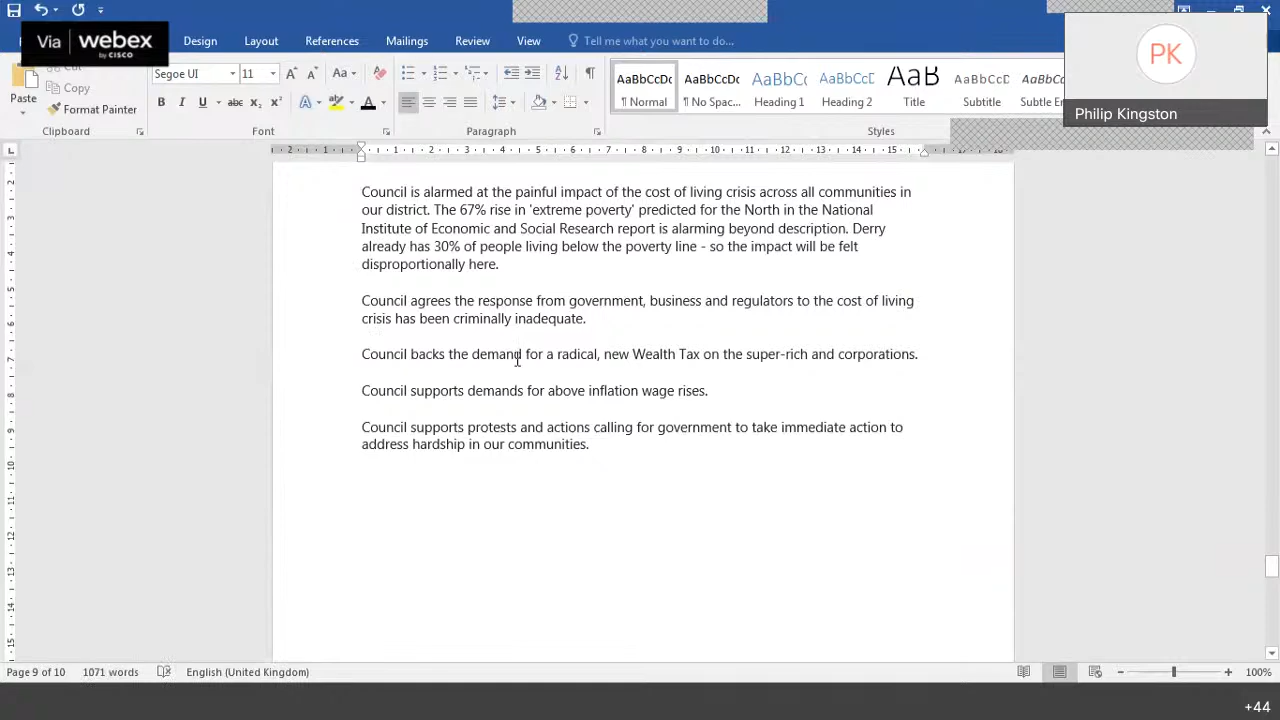 Via webex
by CISCO
Design Layout References Mailings Review View Tell me what you want to do...
PK
Philip Kingston
Cut
Copy
Paste
Format Painter
Clipboard
Segoe UI 11
Font
Paragraph
AaBbCcDc AaBbCcDc AaBbCc AaBbCcD AaB AaBbCcD AaBbCcD
¶ Normal ¶ No Spac... Heading 1 Heading 2 Title Subtitle Subtle Em
Styles
Council is alarmed at the painful impact of the cost of living crisis across all communities in
our district. The 67% rise in 'extreme poverty' predicted for the North in the National
Institute of Economic and Social Research report is alarming beyond description. Derry
already has 30% of people living below the poverty line - so the impact will be felt
disproportionally here.
Council agrees the response from government, business and regulators to the cost of living
crisis has been criminally inadequate.
Council backs the demand for a radical, new Wealth Tax on the super-rich and corporations.
Council supports demands for above inflation wage rises.
Council supports protests and actions calling for government to take immediate action to
address hardship in our communities.
Page 9 of 10 1071 words English (United Kingdom) 100%
+44